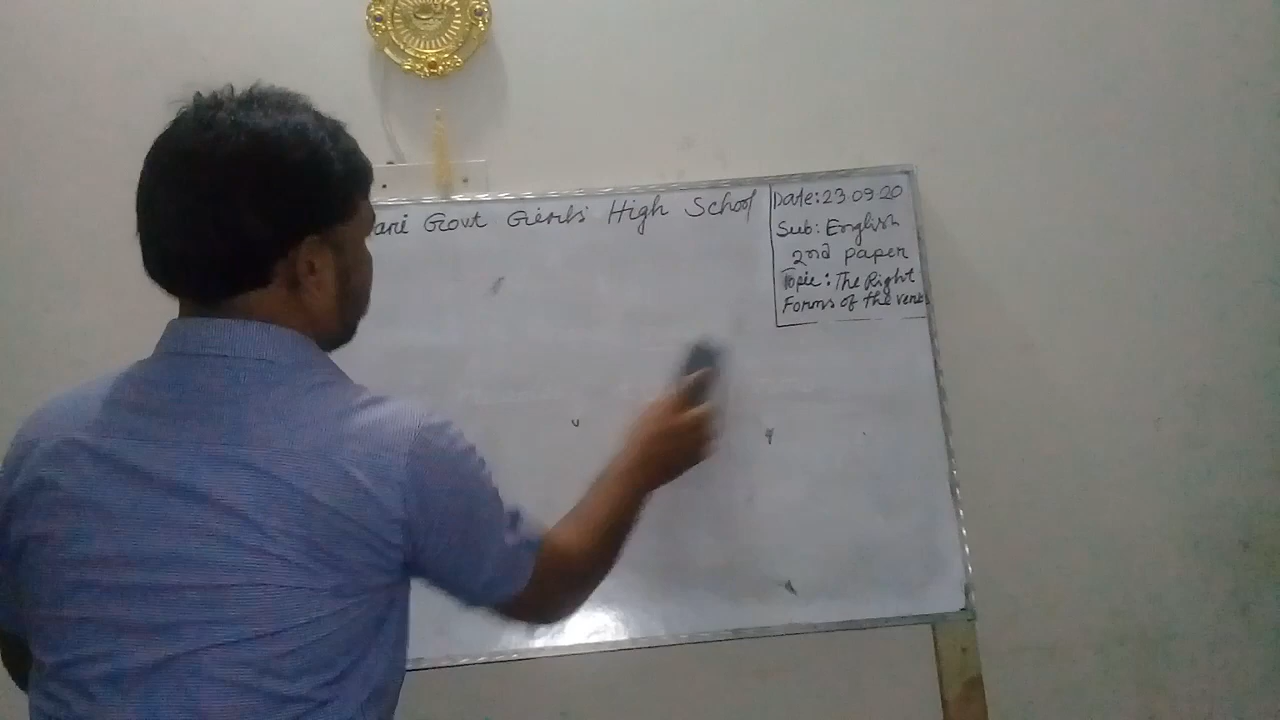 Govt Girls' High School
Date: 23.09.20
Sub: English
2nd paper
Topic: The Right
Forms of the verbs